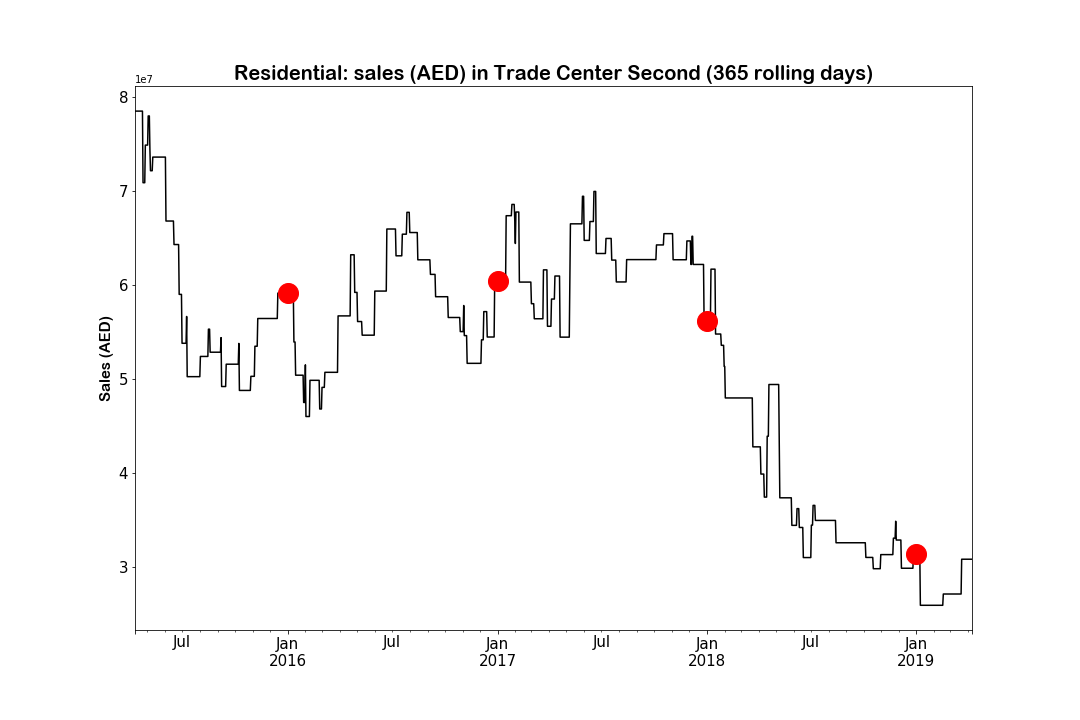 Residential: sales (AED) in Trade Center Second (365 rolling days)
1e7
8
7
6
5
4
3
Sales (AED)
Jul
Jan
2016
Jul
Jan
2017
Jul
Jan
2018
Jul
Jan
2019